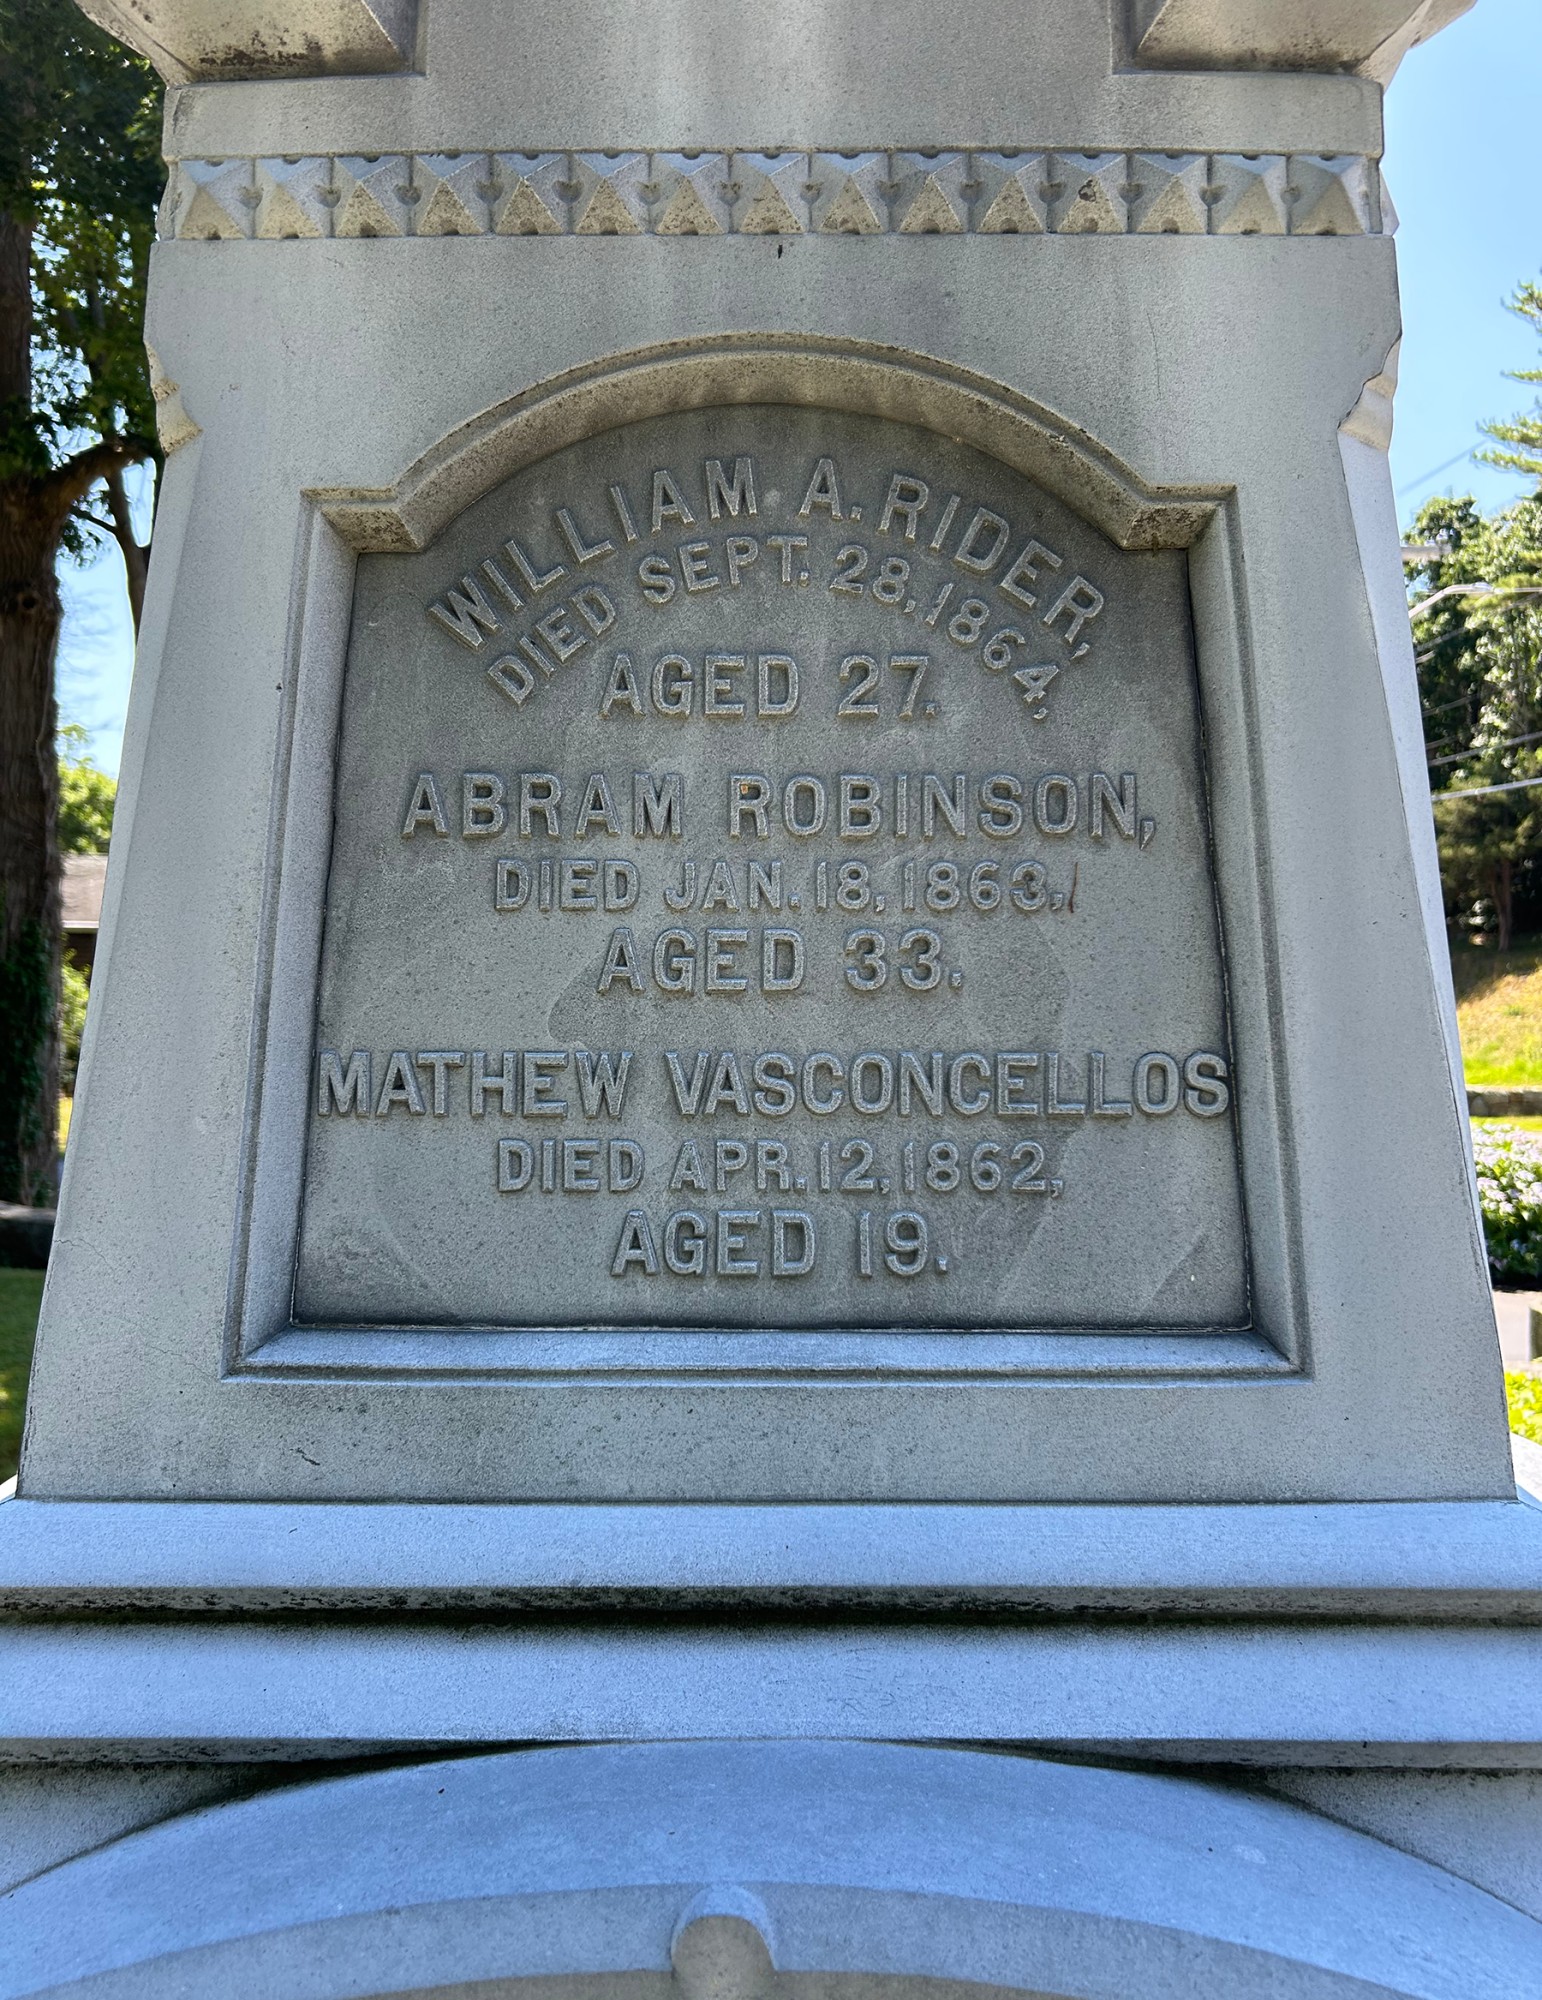 WILLIAM A. RIDER,
DIED SEPT. 28, 1864,
AGED 27.
ABRAM ROBINSON,
DIED JAN. 18, 1863,
AGED 33.
MATHEW VASCONCELLOS
DIED APR. 12, 1862,
AGED 19.